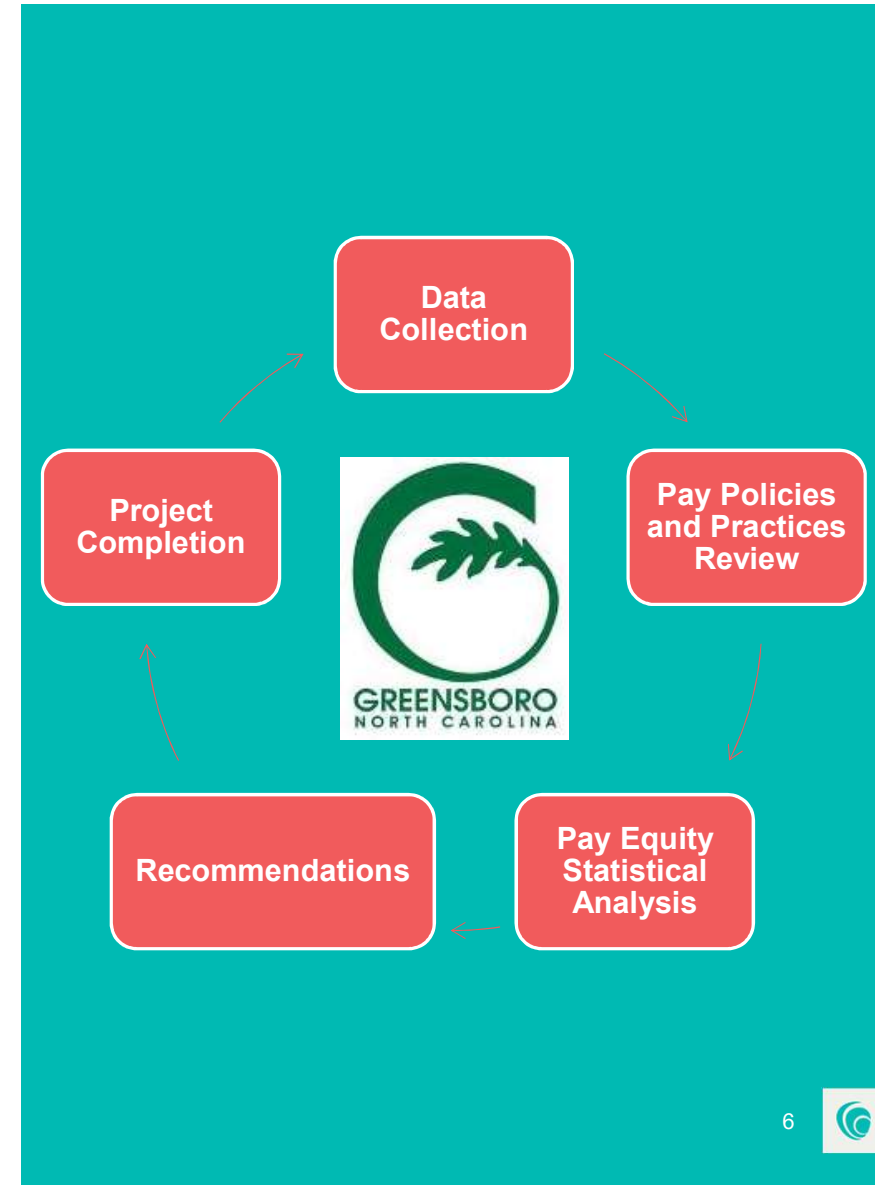 Data
Collection
Project
Completion
Pay Policies
and Practices
Review
GREENSBORO
NORTH CAROLINA
Recommendations
Pay Equity
Statistical
Analysis
6